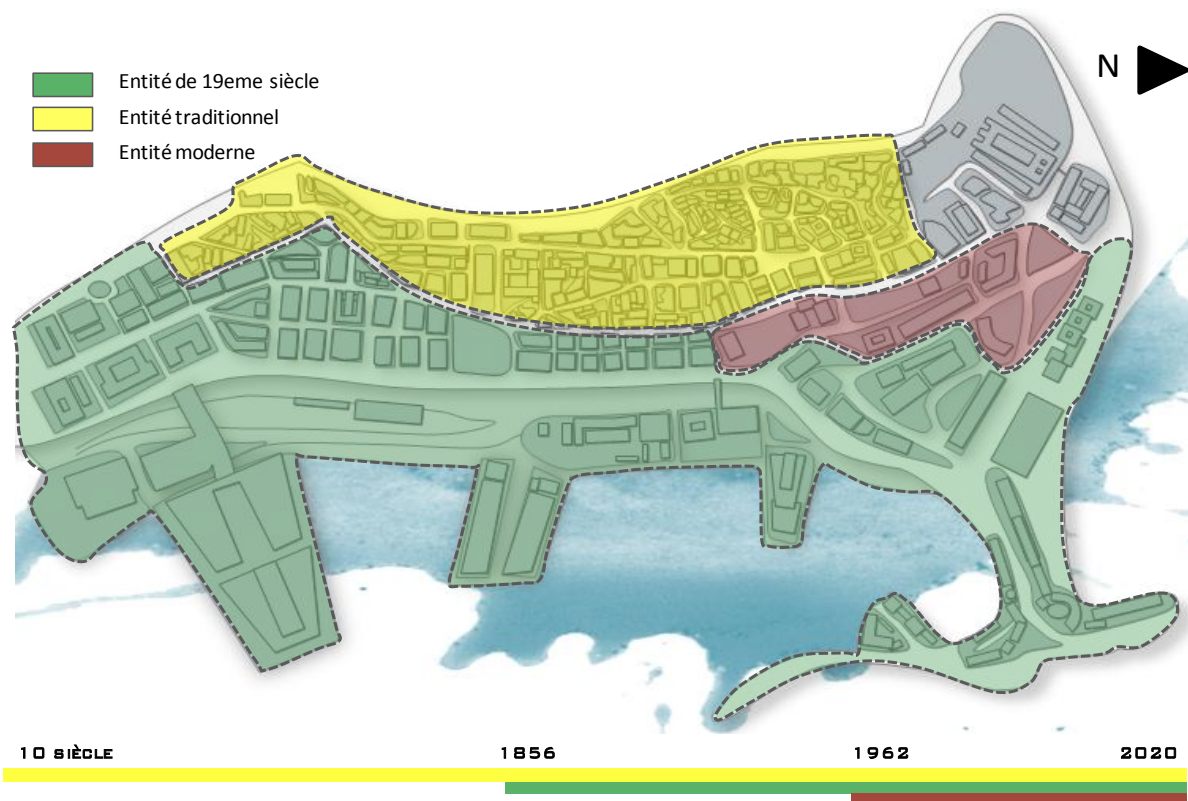 N
Entité de 19eme siècle
Entité traditionnel
Entité moderne
10 SIÈCLE 1856 1962 2020